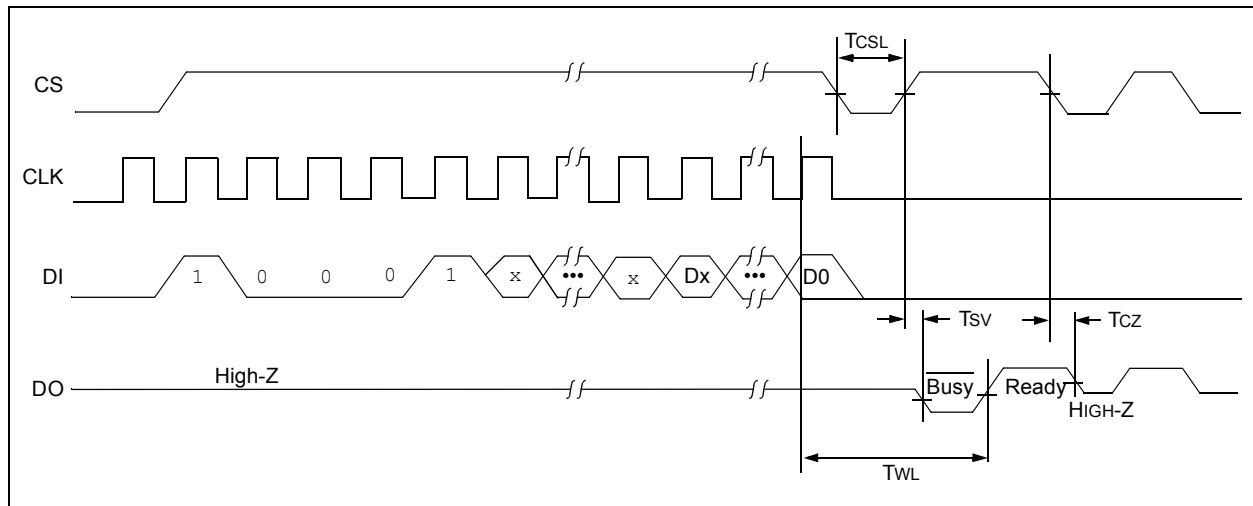 TCSL
CS
CLK
DI 1 0 0 0 1 x ••• x Dx ••• D0
TSV TCZ
High-Z
DO Busy Ready
HIGH-Z
TWL